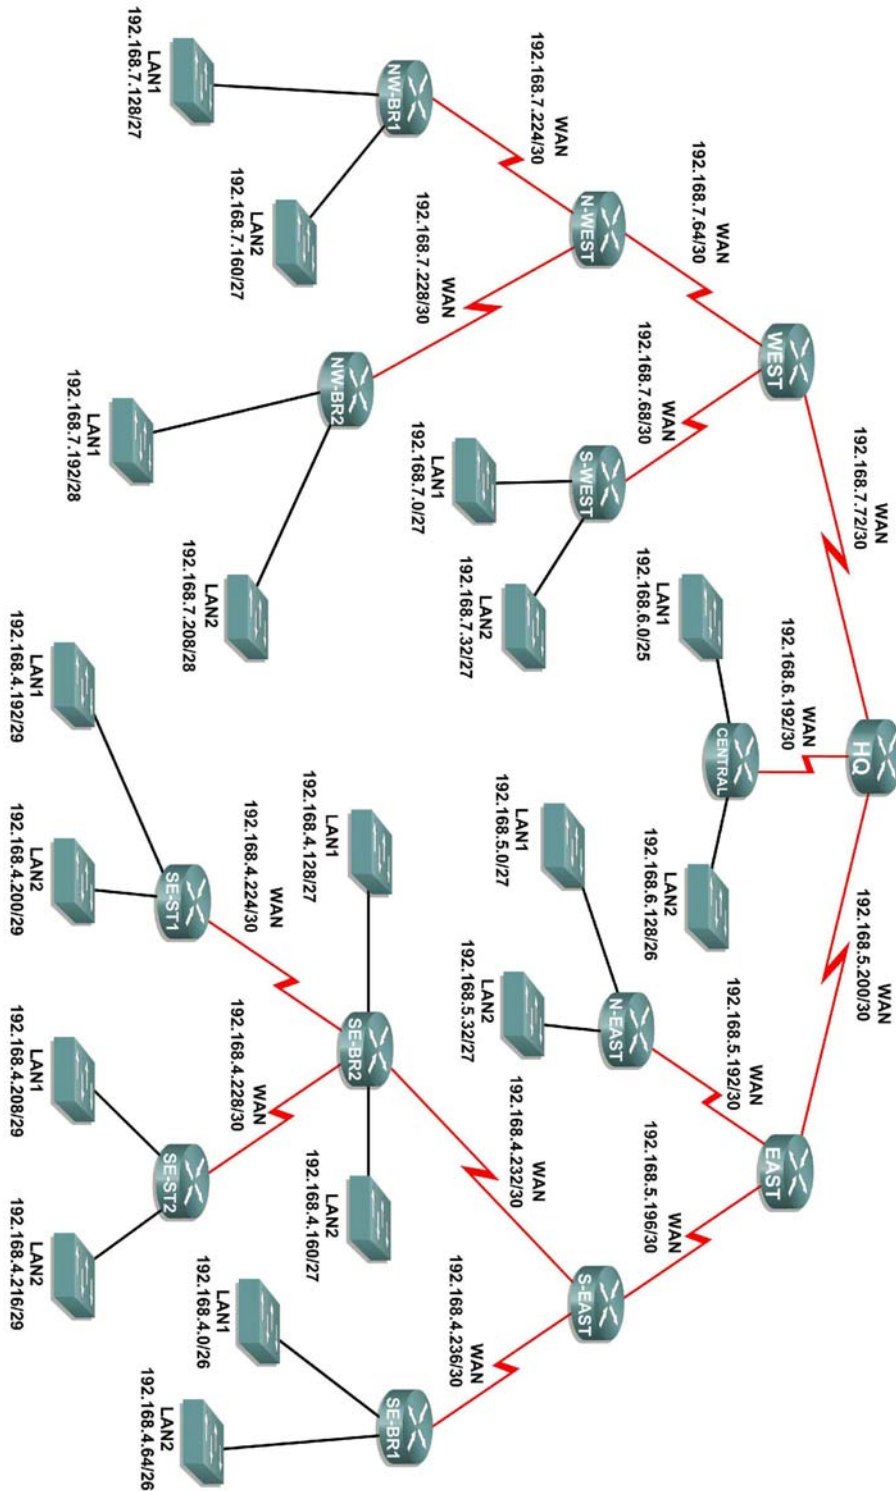 WAN
192.168.7.72/30
HQ
WAN
192.168.5.200/30
WEST
WAN
192.168.6.192/30
EAST
WAN
192.168.7.64/30
WAN
192.168.7.68/30
CENTRAL
LAN1
192.168.6.0/25
LAN2
192.168.6.128/26
WAN
192.168.5.192/30
WAN
192.168.5.196/30
N-WEST
S-WEST
N-EAST
S-EAST
WAN
192.168.7.224/30
WAN
192.168.7.228/30
LAN1
192.168.7.0/27
LAN2
192.168.7.32/27
LAN1
192.168.5.0/27
LAN2
192.168.5.32/27
WAN
192.168.4.232/30
WAN
192.168.4.236/30
NW-BR1
NW-BR2
SE-BR2
SE-BR1
LAN1
192.168.4.128/27
LAN2
192.168.4.160/27
LAN1
192.168.7.128/27
LAN2
192.168.7.160/27
LAN1
192.168.7.192/28
LAN2
192.168.7.208/28
WAN
192.168.4.224/30
WAN
192.168.4.228/30
LAN1
192.168.4.0/26
LAN2
192.168.4.64/26
SE-ST1
SE-ST2
LAN1
192.168.4.192/29
LAN2
192.168.4.200/29
LAN1
192.168.4.208/29
LAN2
192.168.4.216/29